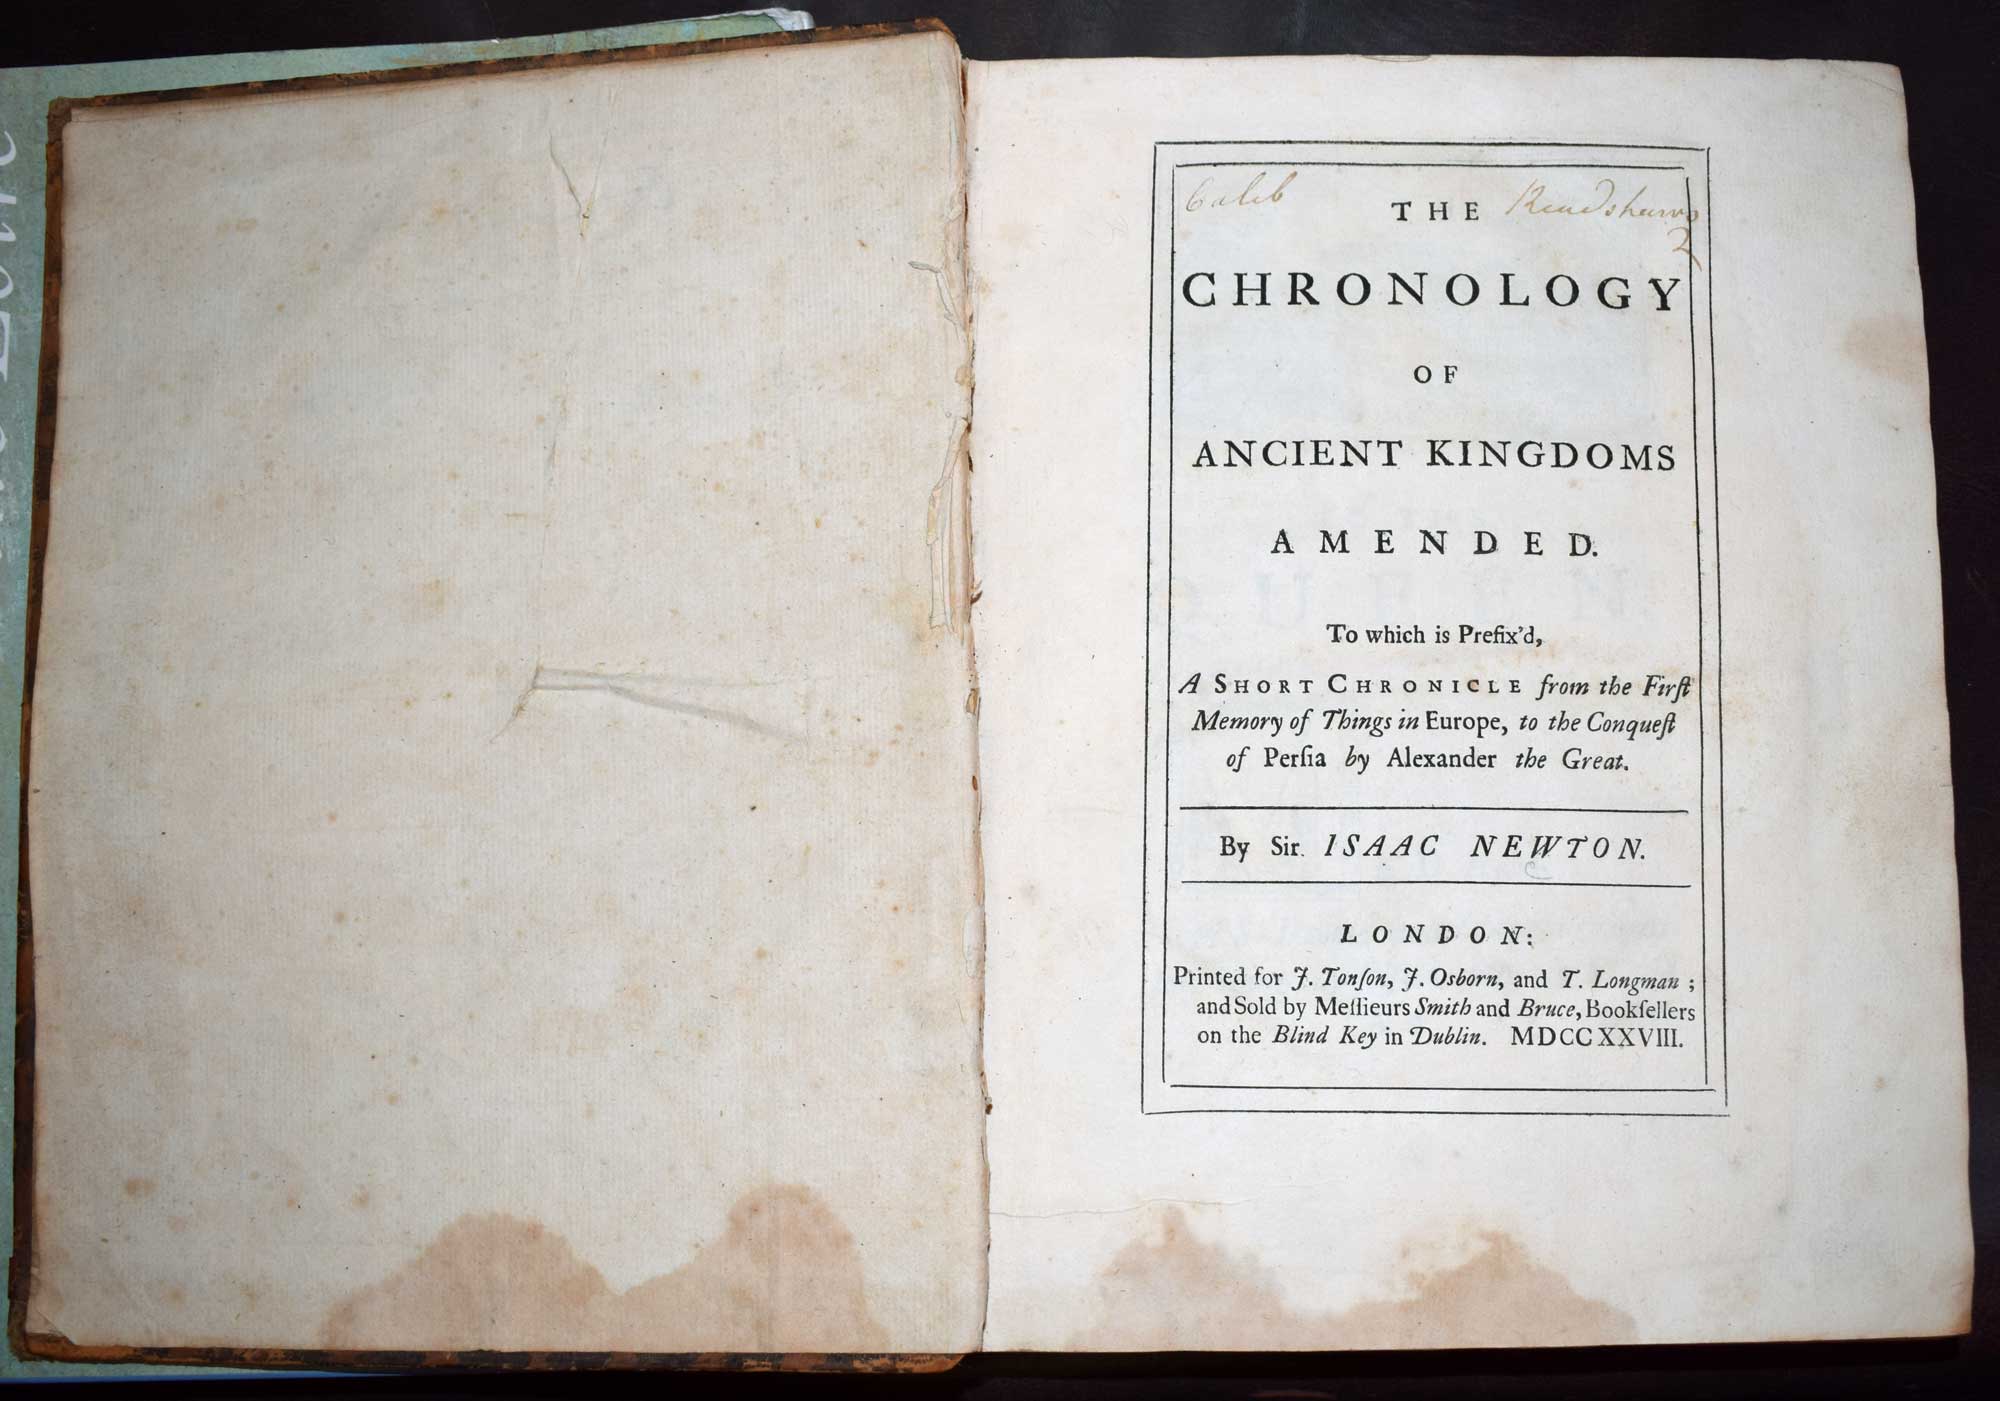 Caleb
THE
CHRONOLOGY
OF
ANCIENT KINGDOMS
AMENDED.
To which is Prefix'd,
A SHORT CHRONICLE from the Firſt
Memory of Things in Europe, to the Conqueſt
of Perſia by Alexander the Great.
By Sir. ISAAC NEWTON.
LONDON:
Printed for J. Tonſon, J. Osborn, and T. Longman ;
and Sold by Meſſieurs Smith and Bruce, Bookſellers
on the Blind Key in Dublin. MDCCXXVIII.